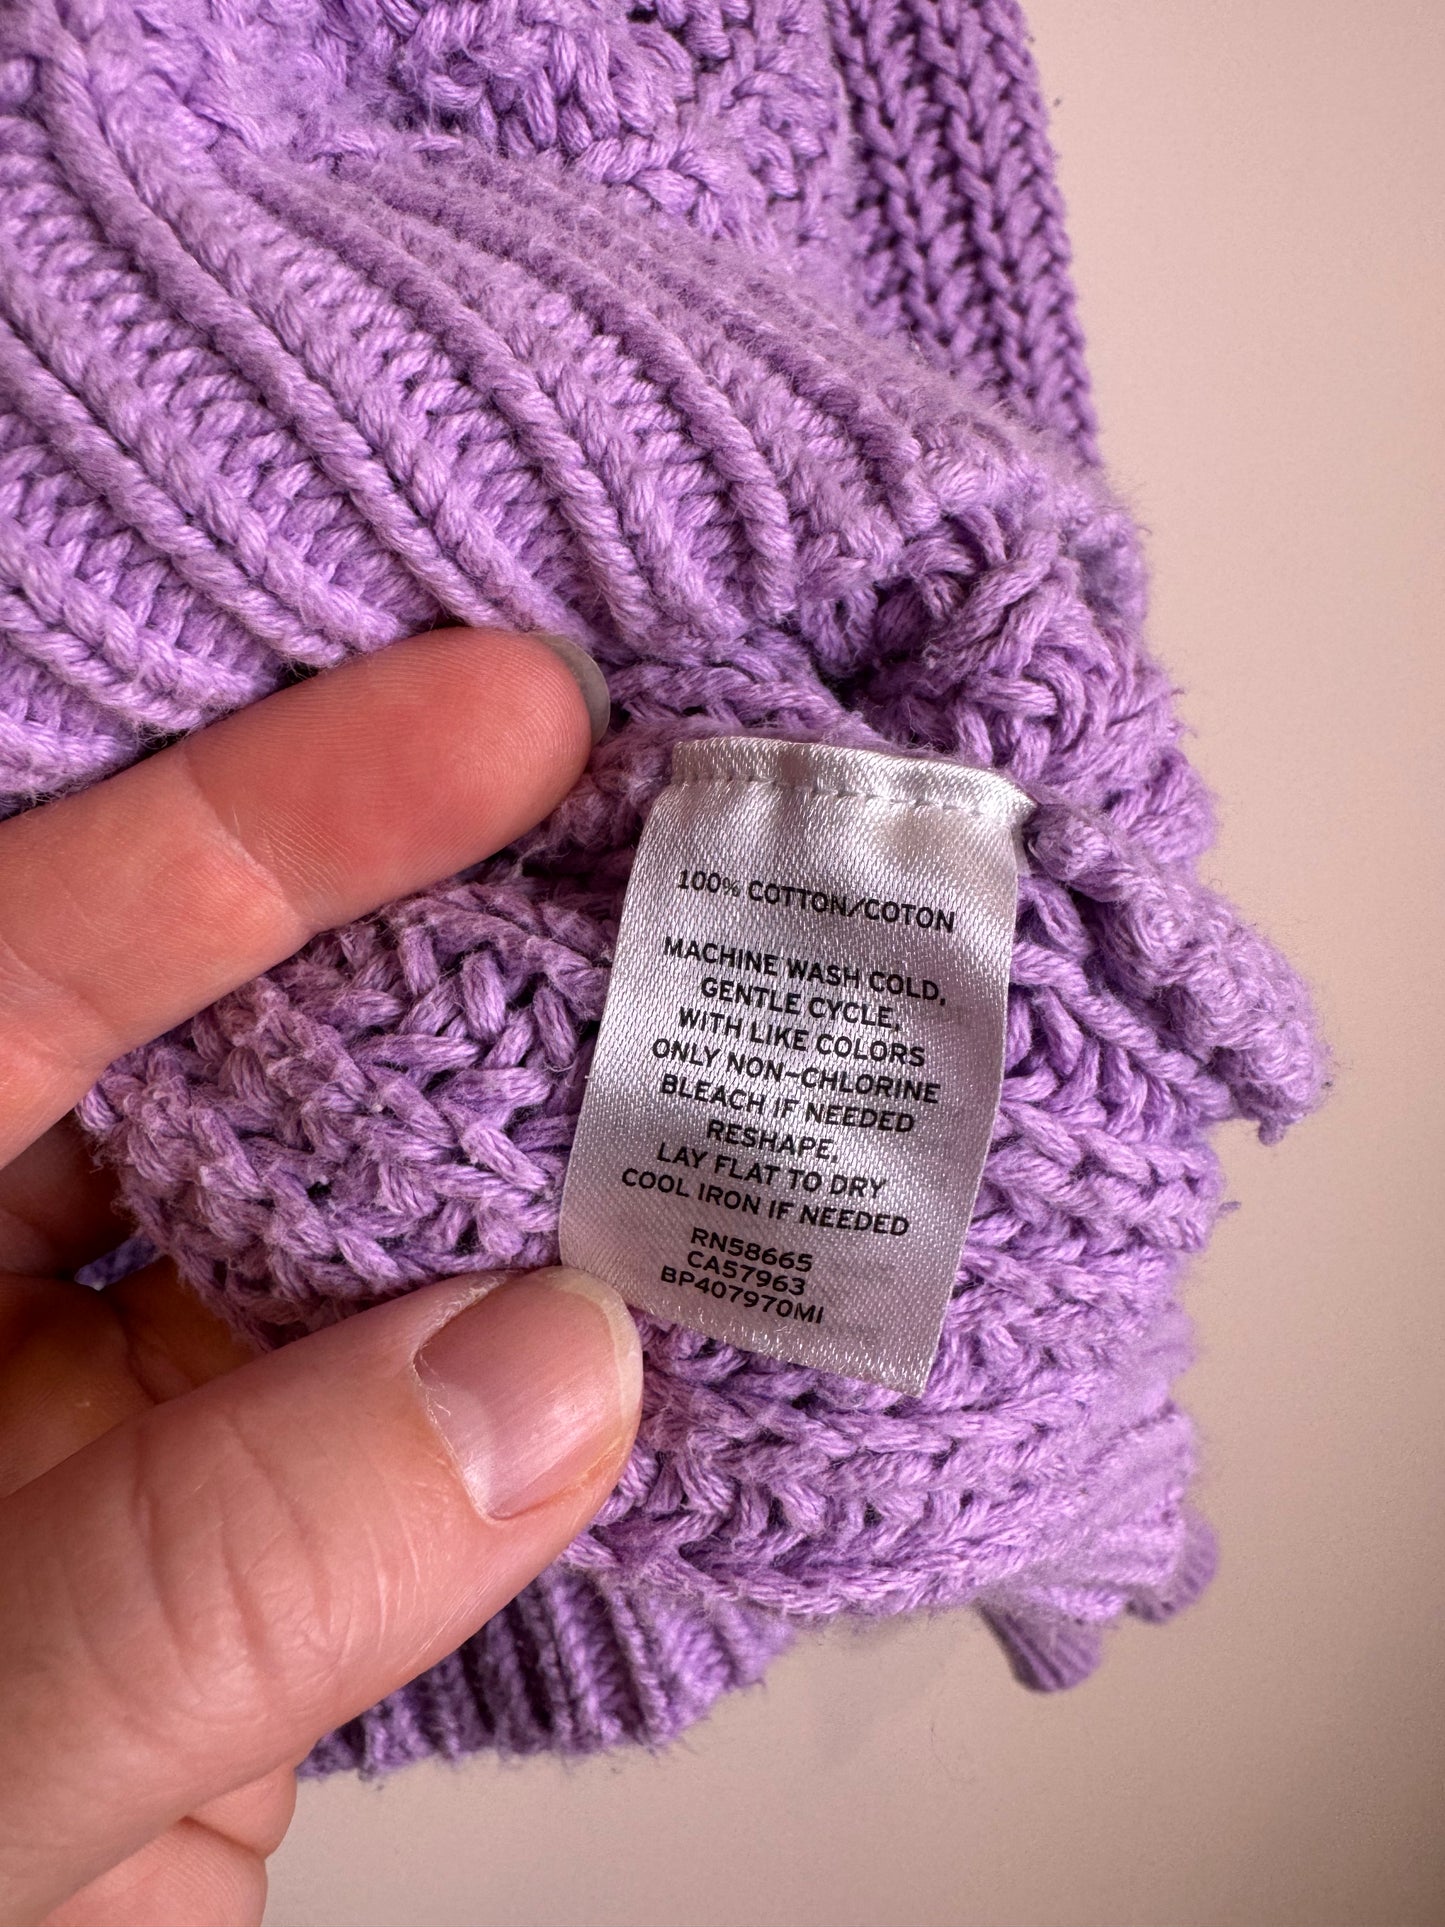 100% COTTON/COTON
MACHINE WASH COLD,
GENTLE CYCLE,
WITH LIKE COLORS
ONLY NON-CHLORINE
BLEACH IF NEEDED
RESHAPE,
LAY FLAT TO DRY
COOL IRON IF NEEDED
RN58665
CA57963
BP407970MI